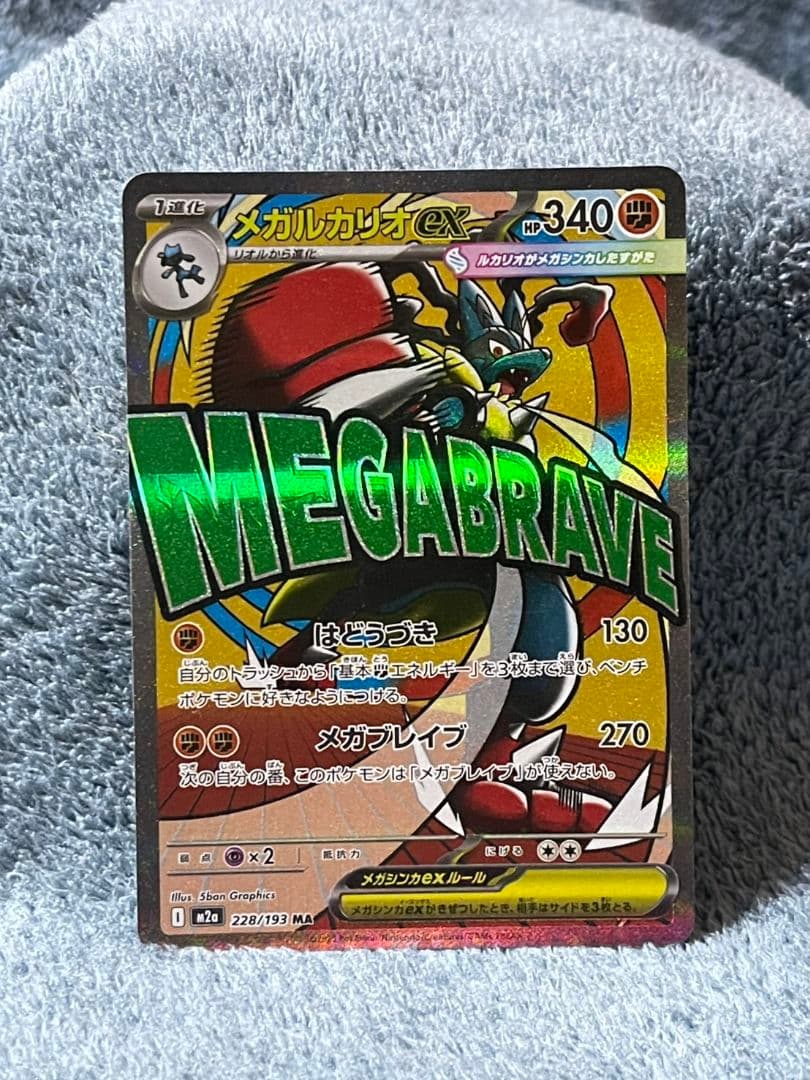 1進化
メガルカリオex HP340
リオルから進化
ルカリオがメガシンカしたすがた
MEGABRAVE
はどうづき 130
自分のトラッシュから「基本エネルギー」を3枚まで選び、ベンチ
ポケモンに好きなようにつける。
メガブレイブ 270
次の自分の番、このポケモンは「メガブレイブ」が使えない。
弱点 ×2 抵抗力 にげる
メガシンカexルール
メガシンカexがきぜつしたとき、相手はサイドを3枚とる。
Illus. 5ban Graphics
I m2a 228/193 MA